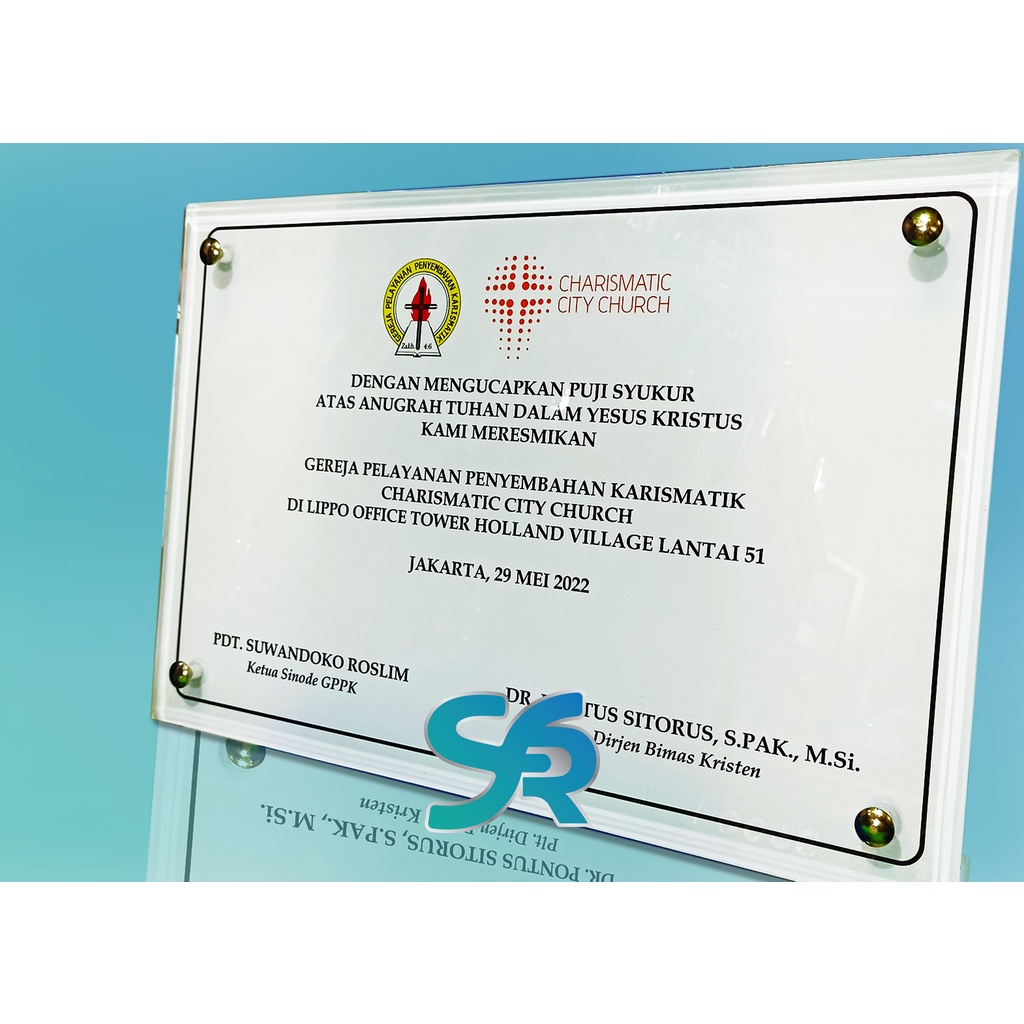 GEREJA PELAYANAN PENYEMBAHAN KARISMATIK
Zakh 4:6
CHARISMATIC
CITY CHURCH
DENGAN MENGUCAPKAN PUJI SYUKUR
ATAS ANUGRAH TUHAN DALAM YESUS KRISTUS
KAMI MERESMIKAN
GEREJA PELAYANAN PENYEMBAHAN KARISMATIK
CHARISMATIC CITY CHURCH
DI LIPPO OFFICE TOWER HOLLAND VILLAGE LANTAI 51
JAKARTA, 29 MEI 2022
PDT. SUWANDOKO ROSLIM
Ketua Sinode GPPK
DR. PONTUS SITORUS, S.PAK., M.Si.
Plt. Dirjen Bimas Kristen